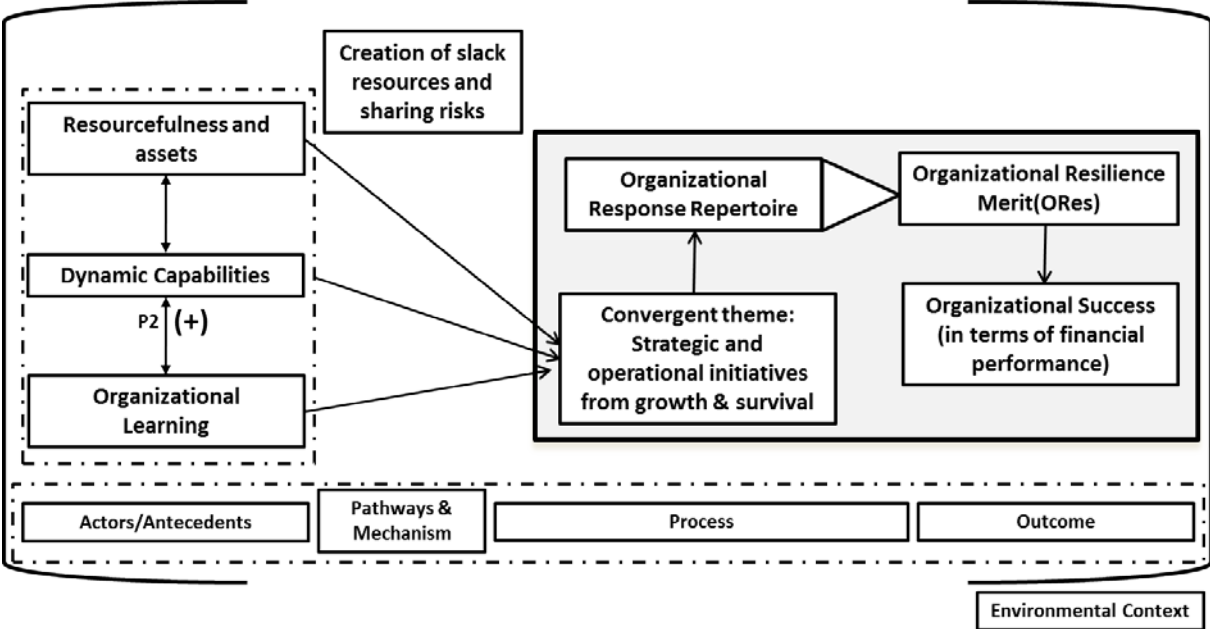 Creation of slack
resources and
sharing risks
Resourcefulness and
assets
Dynamic Capabilities
P2 (+)
Organizational
Learning
Organizational
Response Repertoire
Organizational Resilience
Merit(ORes)
Convergent theme:
Strategic and
operational initiatives
from growth & survival
Organizational Success
(in terms of financial
performance)
Actors/Antecedents
Pathways &
Mechanism
Process
Outcome
Environmental Context